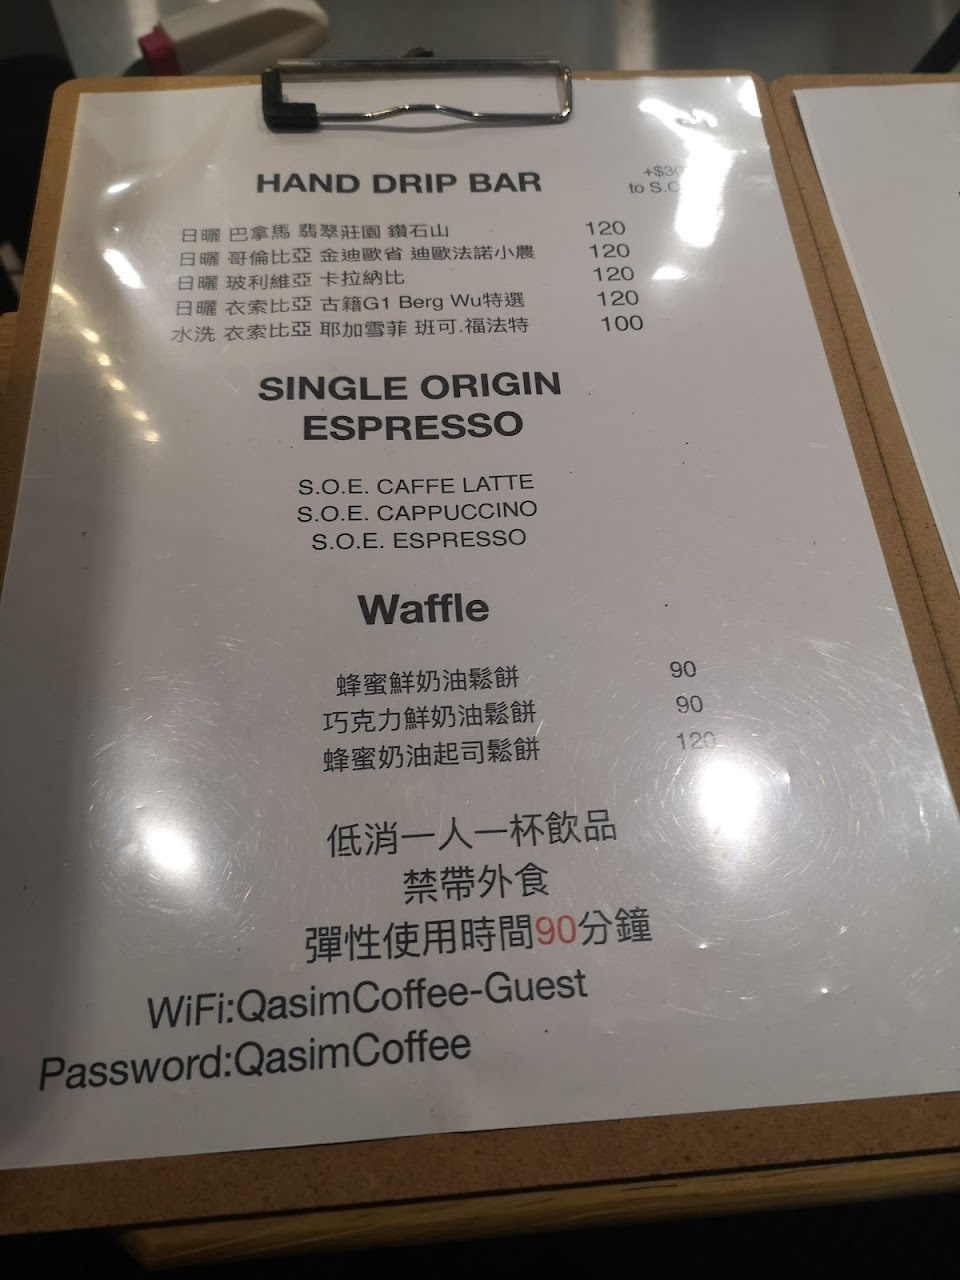 HAND DRIP BAR
+$30
to S.O
日曬 巴拿馬 翡翠莊園 鑽石山 120
日曬 哥倫比亞 金迪歐省 迪歐法諾小農 120
日曬 玻利維亞 卡拉納比 120
日曬 衣索比亞 古籍G1 Berg Wu特選 120
水洗 衣索比亞 耶加雪菲 班可.福法特 100
SINGLE ORIGIN
ESPRESSO
S.O.E. CAFFE LATTE
S.O.E. CAPPUCCINO
S.O.E. ESPRESSO
Waffle
蜂蜜鮮奶油鬆餅 90
巧克力鮮奶油鬆餅 90
蜂蜜奶油起司鬆餅 120
低消一人一杯飲品
禁帶外食
彈性使用時間90分鐘
WiFi:QasimCoffee-Guest
Password:QasimCoffee